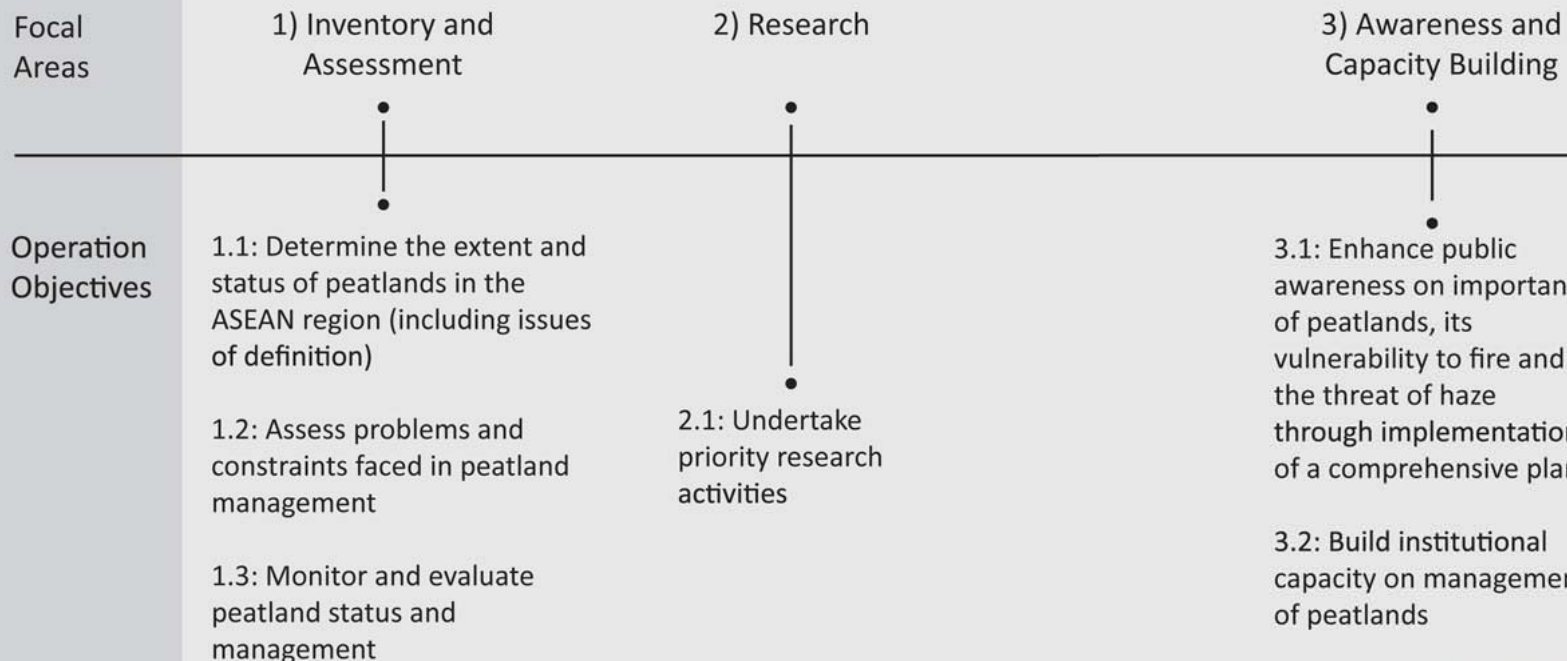 Focal
Areas
1) Inventory and
Assessment
2) Research
3) Awareness and
Capacity Building
Operation
Objectives
1.1: Determine the extent and
status of peatlands in the
ASEAN region (including issues
of definition)
1.2: Assess problems and
constraints faced in peatland
management
1.3: Monitor and evaluate
peatland status and
management
2.1: Undertake
priority research
activities
3.1: Enhance public
awareness on
of peatlands, its
vulnerability to fire and
the threat of haze
through
of a comprehensive
3.2: Build institutional
capacity on
of peatlands